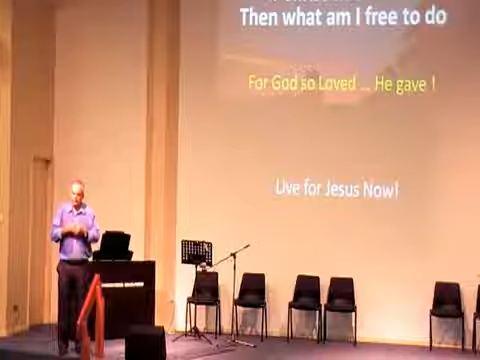 Then what am I free to do
For God so Loved ... He gave !
Live for Jesus Now!